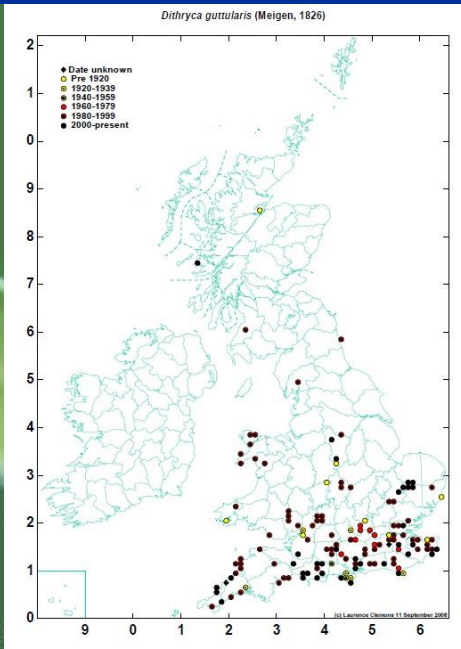 Dithryca guttularis (Meigen, 1826)
2
1
0
9
8
7
6
5
4
3
2
1
0
Date unknown
Pre 1920
1920-1939
1940-1959
1960-1979
1980-1999
2000-present
(c) Laurence Clemons 11 September 2008
9 0 1 2 3 4 5 6